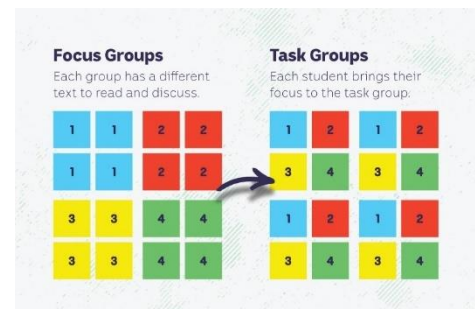 Focus Groups
Each group has a different
text to read and discuss.
1 1 2 2
1 1 2 2
3 3 4 4
3 3 4 4
Task Groups
Each student brings their
focus to the task group.
1 2 1 2
3 4 3 4
1 2 1 2
3 4 3 4